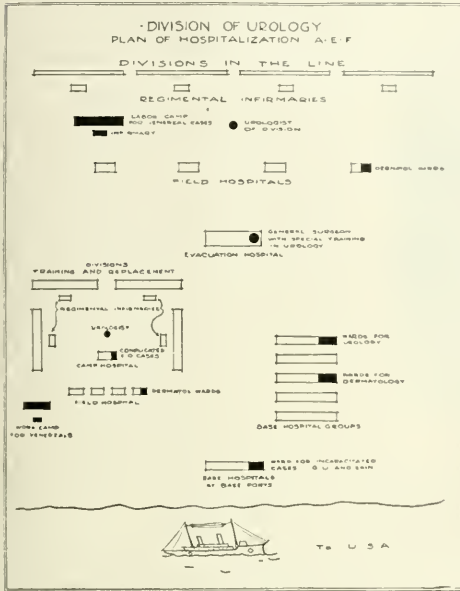 DIVISION OF UROLOGY
PLAN OF HOSPITALIZATION A·E·F
DIVISIONS IN THE LINE
REGIMENTAL INFIRMARIES
LABOR CAMP
FOR VENEREAL CASES
INFIRMARY
UROLOGIST
OF DIVISION
FIELD HOSPITALS
DERMATOL WARDS
GENERAL SURGEON
WITH SPECIAL TRAINING
IN UROLOGY
EVACUATION HOSPITAL
DIVISIONS
TRAINING AND REPLACEMENT
REGIMENTAL INFIRMARIES
UROLOGIST
COMPLICATED
CASES
CAMP HOSPITAL
DERMATOL WARDS
FIELD HOSPITAL
WORK CAMP
FOR VENEREALS
WARDS FOR
UROLOGY
WARDS FOR
DERMATOLOGY
BASE HOSPITAL GROUPS
WARD FOR INCAPACITATED
CASES G U AND SKIN
BASE HOSPITALS
AT BASE PORTS
TO U S A